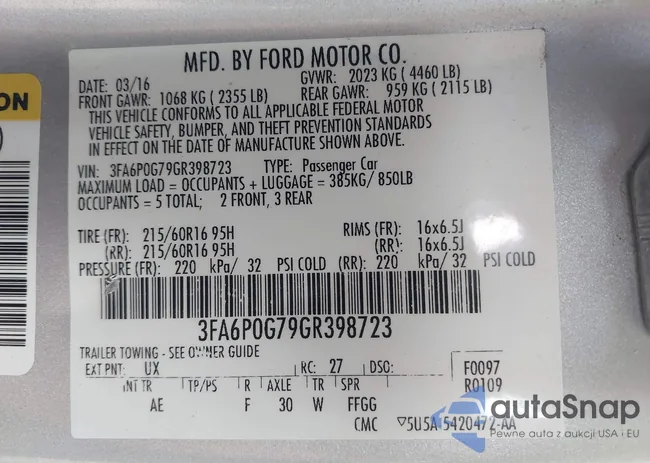 MFD. BY FORD MOTOR CO.
DATE: 03/16 GVWR: 2023 KG ( 4460 LB)
FRONT GAWR: 1068 KG ( 2355 LB) REAR GAWR: 959 KG ( 2115 LB)
THIS VEHICLE CONFORMS TO ALL APPLICABLE FEDERAL MOTOR
VEHICLE SAFETY, BUMPER, AND THEFT PREVENTION STANDARDS
IN EFFECT ON THE DATE OF MANUFACTURE SHOWN ABOVE.
VIN: 3FA6P0G79GR398723 TYPE: Passenger Car
MAXIMUM LOAD = OCCUPANTS + LUGGAGE = 385KG/ 850LB
OCCUPANTS = 5 TOTAL; 2 FRONT, 3 REAR
TIRE (FR): 215/60R16 95H RIMS (FR): 16x6.5J
(RR): 215/60R16 95H (RR): 16x6.5J
PRESSURE (FR): 220 kPa/ 32 PSI COLD (RR): 220 kPa/ 32 PSI COLD
3FA6P0G79GR398723
TRAILER TOWING - SEE OWNER GUIDE
EXT PNT: UX RC: 27 DSO: F0097
R0109
INT TR TP/PS R AXLE TR SPR
AE F 30 W FFGG
CMC ▽5U5A 5420472-AA
ON
)
autaSnap
Pewne auta z aukcji USA i EU